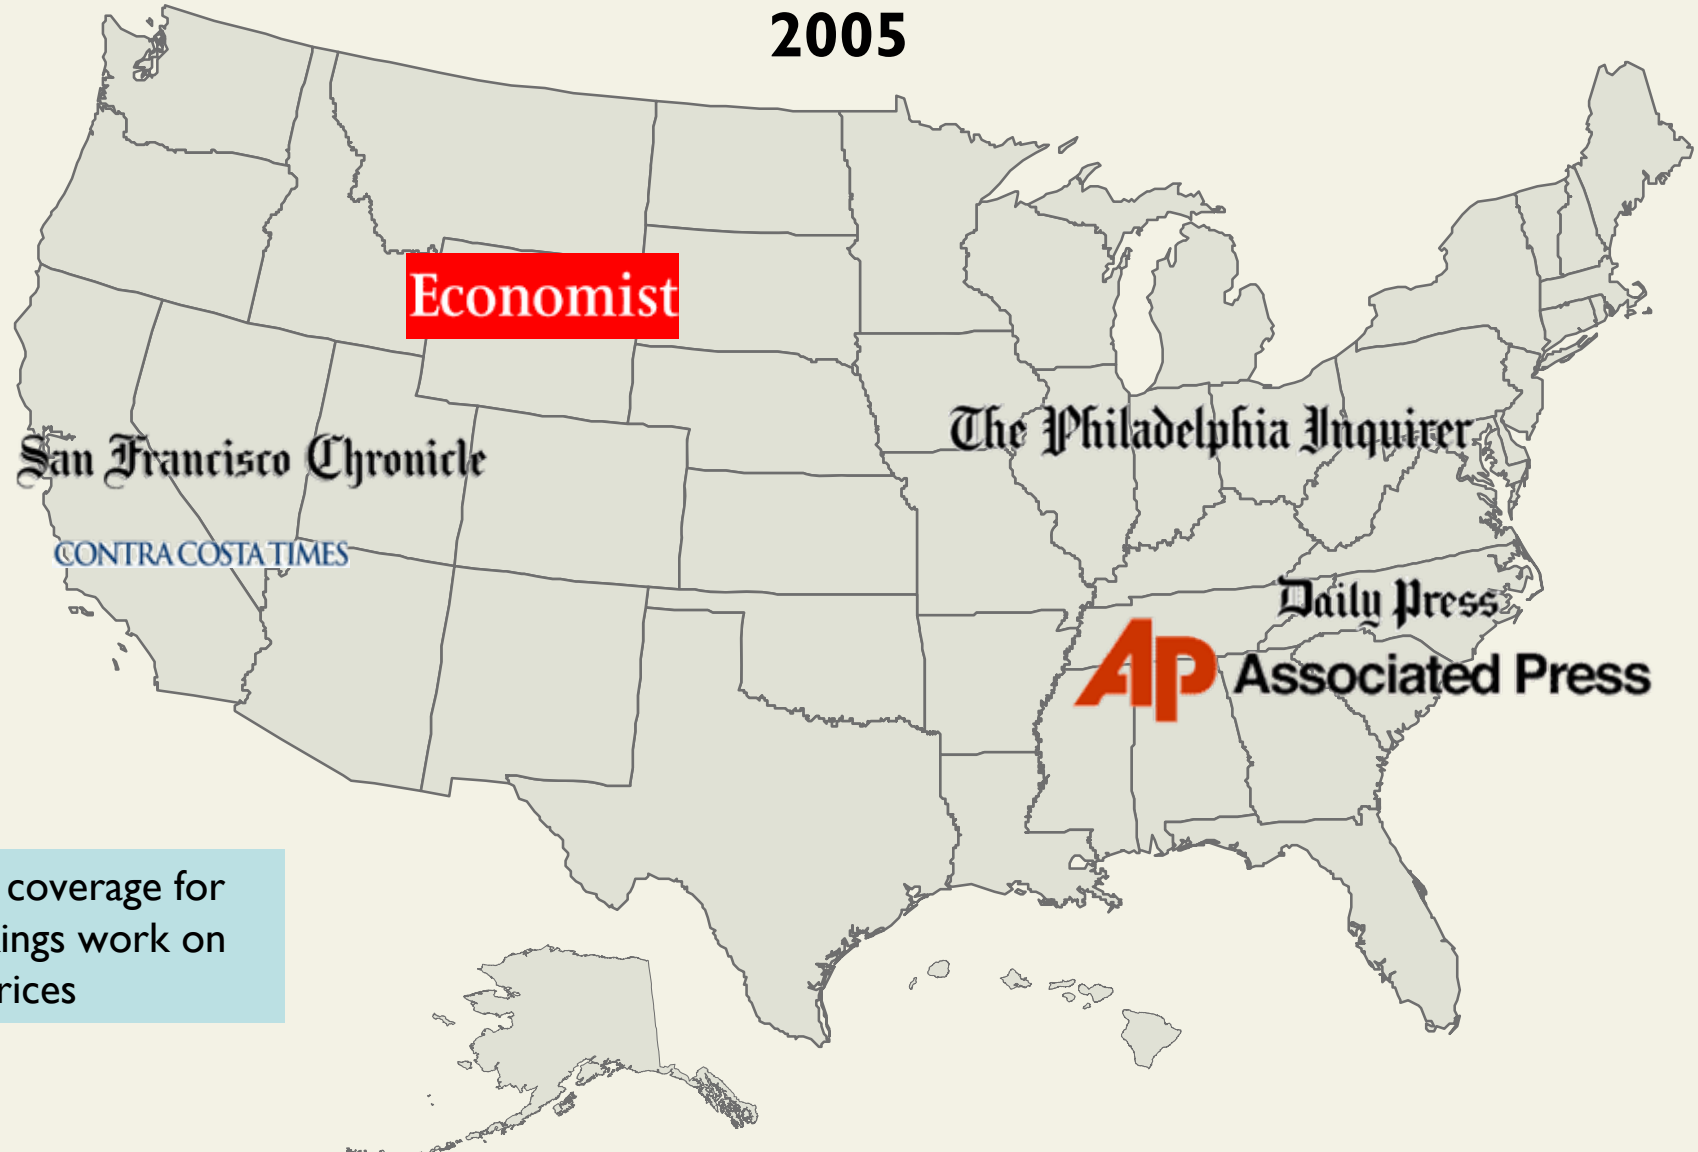 2005
Economist
The Philadelphia Inquirer
San Francisco Chronicle
CONTRA COSTA TIMES
Daily Press
AP Associated Press
coverage for
ings work on
rices